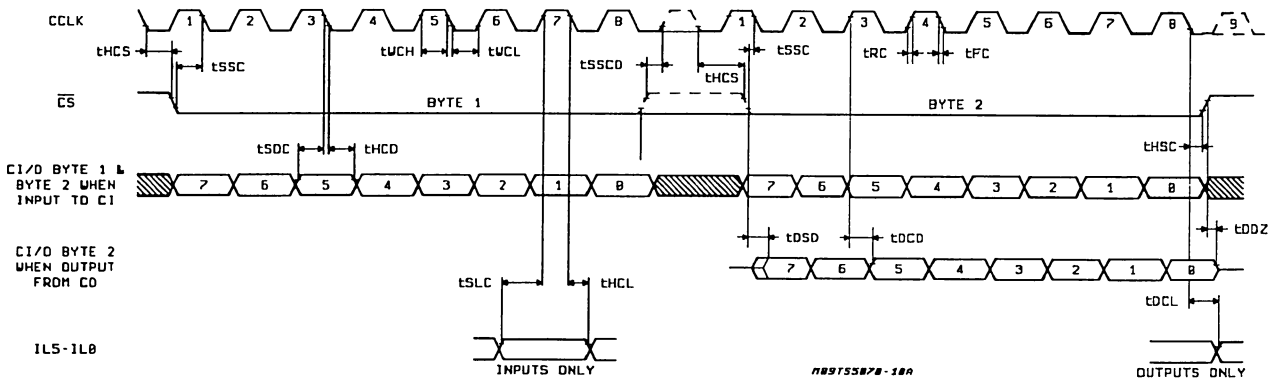 CCLK 1 2 3 4 5 6 7 8 1 2 3 4 5 6 7 8 9
tHCS tSSC tWCH tWCL tSSCD tHCS tSSC tRC tFC
CS BYTE 1 BYTE 2
tSDC tHCD tHSC
CI/O BYTE 1 &
BYTE 2 WHEN
INPUT TO CI
7 6 5 4 3 2 1 0 7 6 5 4 3 2 1 0
tDSD tDCD tDDZ
CI/O BYTE 2
WHEN OUTPUT
FROM CO
7 6 5 4 3 2 1 0
tSLC tHCL tDCL
IL5-IL0
INPUTS ONLY
M89TSS070-10A
OUTPUTS ONLY